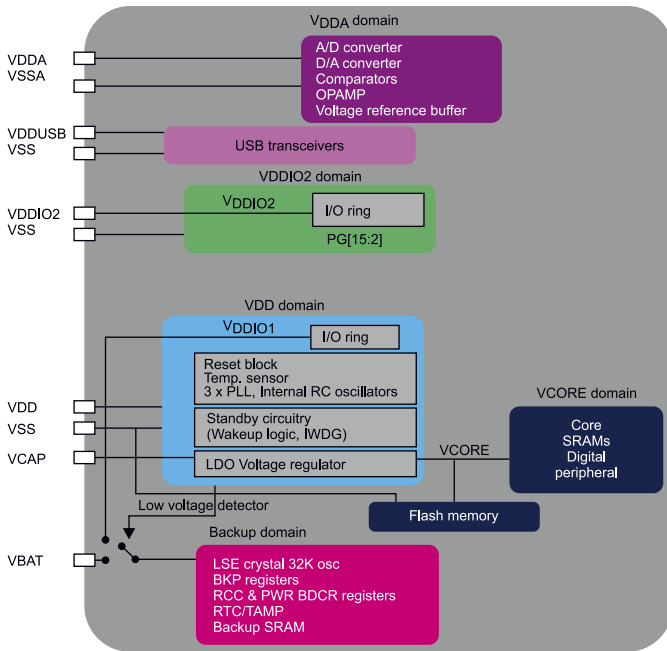 VDDA domain
VDDA
VSSA
A/D converter
D/A converter
Comparators
OPAMP
Voltage reference buffer
VDDUSB
VSS
USB transceivers
VDDIO2 domain
VDDIO2
VSS
VDDIO2
I/O ring
PG[15:2]
VDD domain
VDDIO1
I/O ring
Reset block
Temp. sensor
3 x PLL, Internal RC oscillators
VDD
VSS
Standby circuitry
(Wakeup logic, IWDG)
VCAP
LDO Voltage regulator
VCORE
VCORE domain
Core
SRAMs
Digital
peripheral
Flash memory
Low voltage detector
Backup domain
VBAT
LSE crystal 32K osc
BKP registers
RCC & PWR BDCR registers
RTC/TAMP
Backup SRAM